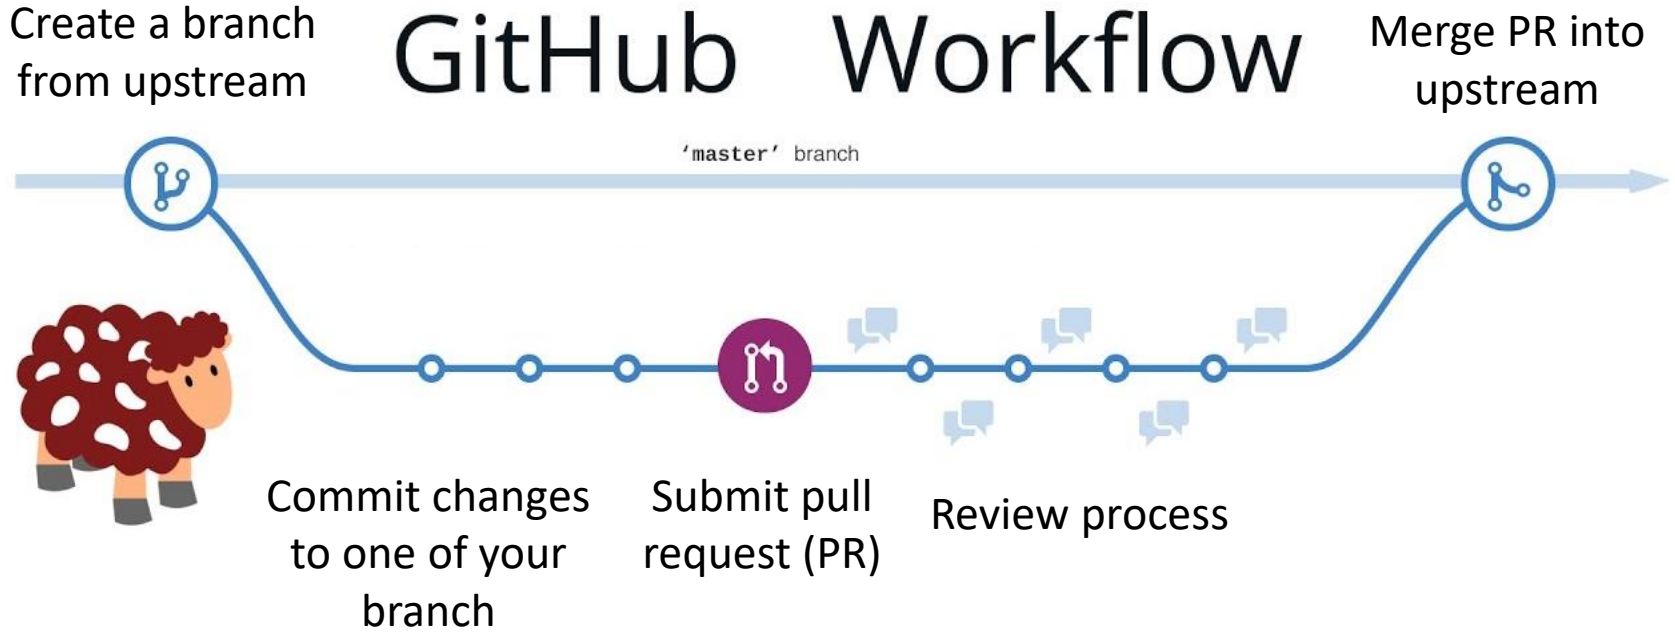 Create a branch
from upstream
GitHub Workflow
Merge PR into
upstream
‘master’ branch
Commit changes
to one of your
branch
Submit pull
request (PR)
Review process